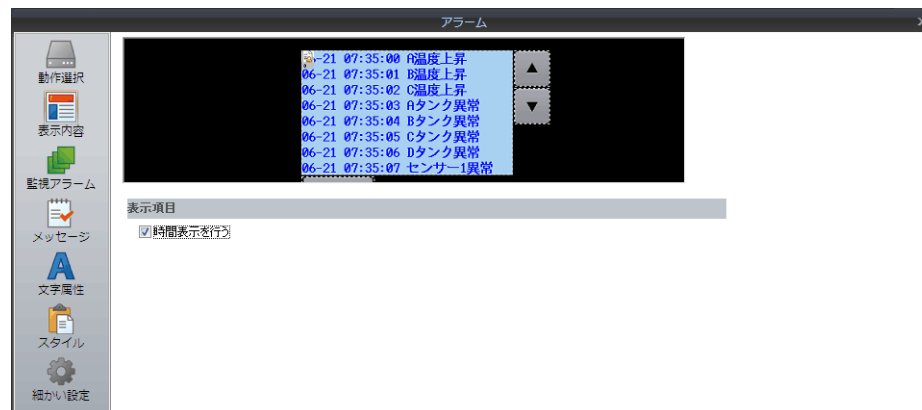 アラーム
動作選択
表示内容
監視アラーム
メッセージ
文字属性
スタイル
細かい設定
-21 07:35:00 A温度上昇
06-21 07:35:01 B温度上昇
06-21 07:35:02 C温度上昇
06-21 07:35:03 Aタンク異常
06-21 07:35:04 Bタンク異常
06-21 07:35:05 Cタンク異常
06-21 07:35:06 Dタンク異常
06-21 07:35:07 センサー1異常
表示項目
時間表示を行う